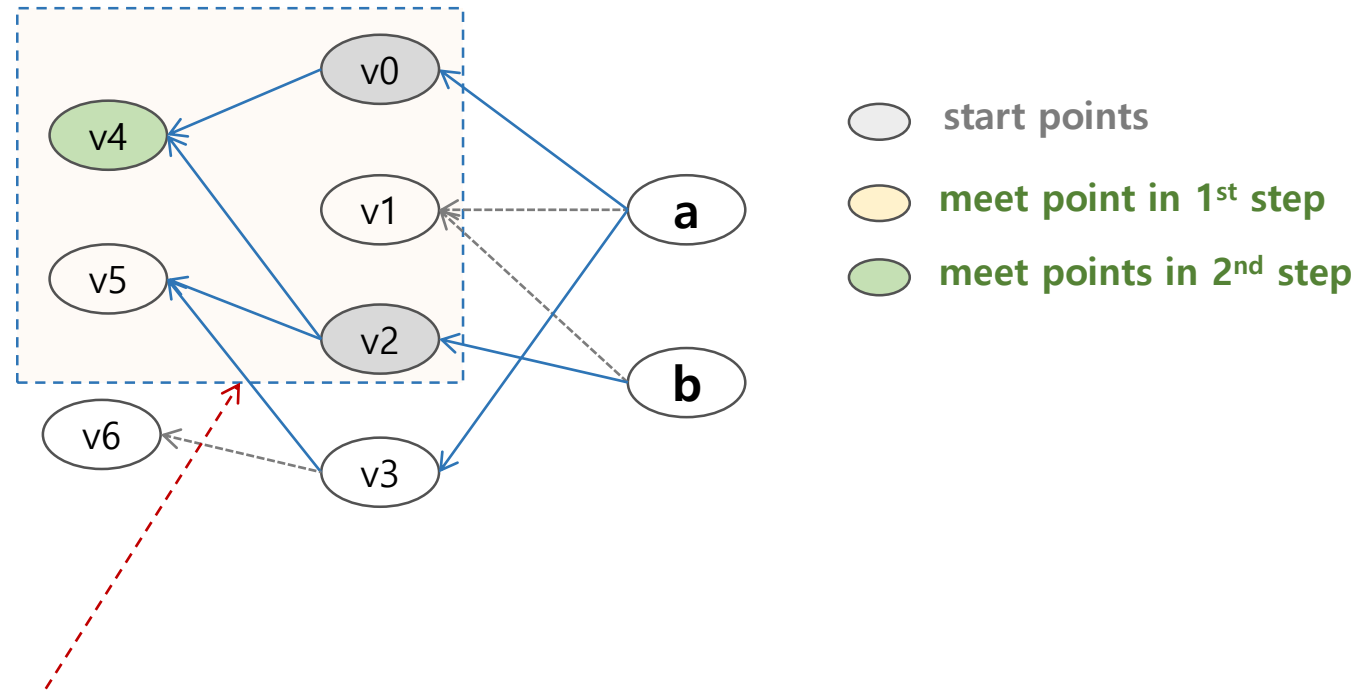 v0
v4
v1
a
v5
v2
b
v6
v3
start points
meet point in 1st step
meet points in 2nd step